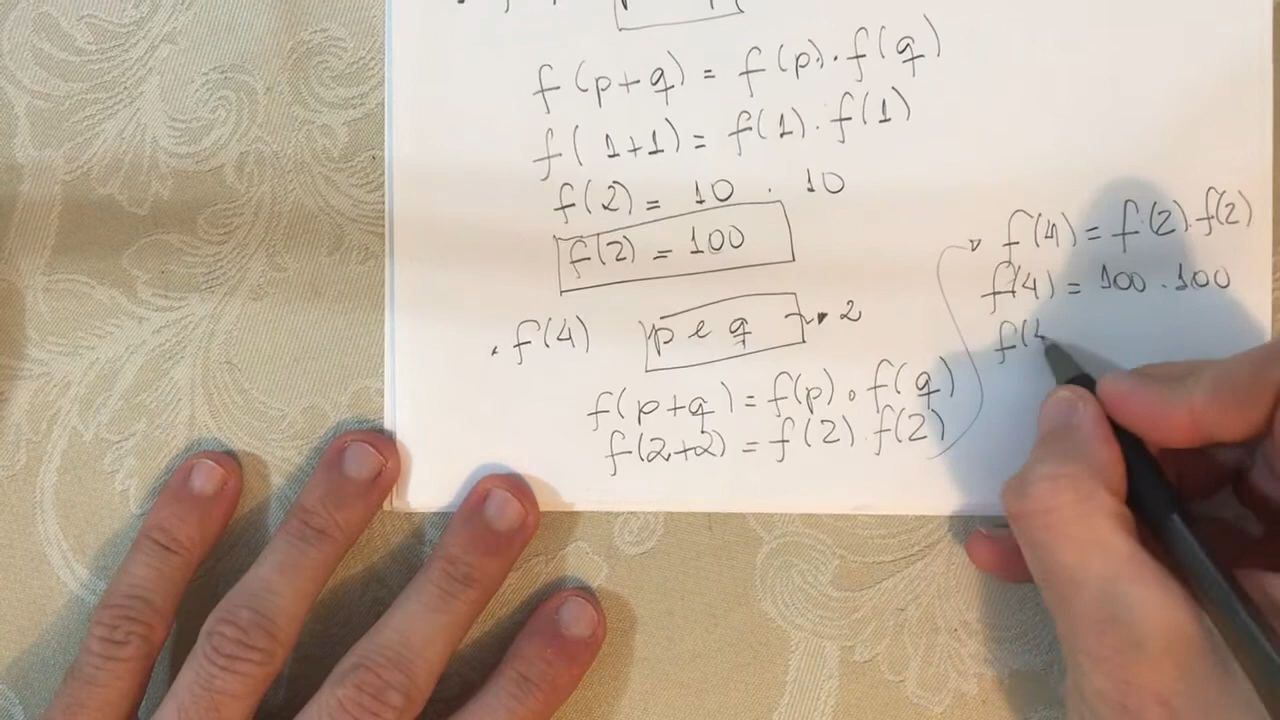 f(p+q) = f(p).f(q)
f(1+1) = f(1).f(1)
f(2) = 10 . 10
f(2) = 100
. f(4) p e q → 2
f(p+q) = f(p).f(q)
f(2+2) = f(2).f(2)
f(4) = f(2).f(2)
f(4) = 100 . 100